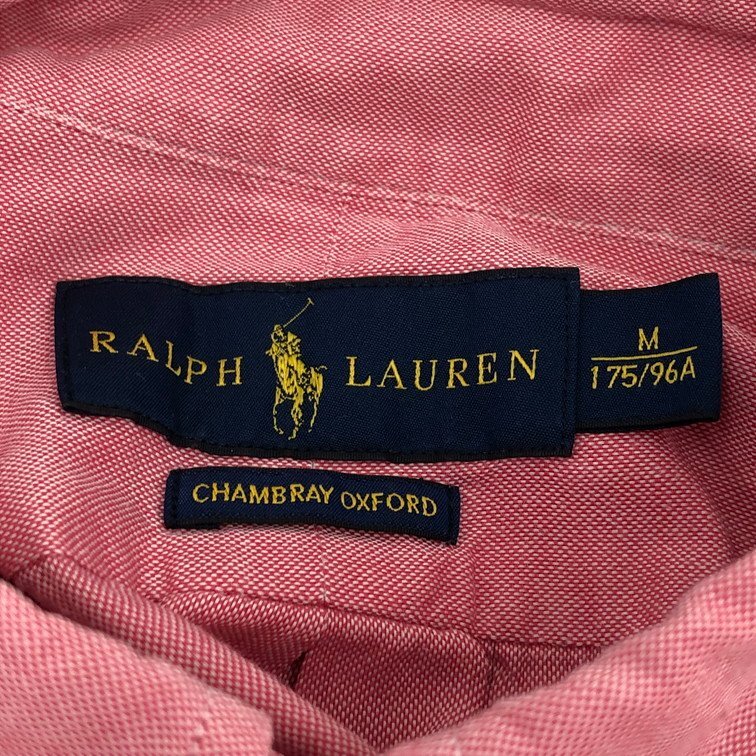 RALPH LAUREN
M
175/96A
CHAMBRAY OXFORD